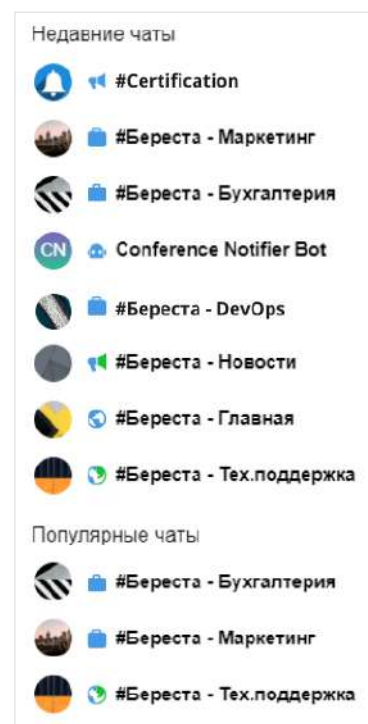 Недавние чаты
#Certification
#Береста - Маркетинг
#Береста - Бухгалтерия
CN Conference Notifier Bot
#Береста - DevOps
#Береста - Новости
#Береста - Главная
#Береста - Тех.поддержка
Популярные чаты
#Береста - Бухгалтерия
#Береста - Маркетинг
#Береста - Тех.поддержка